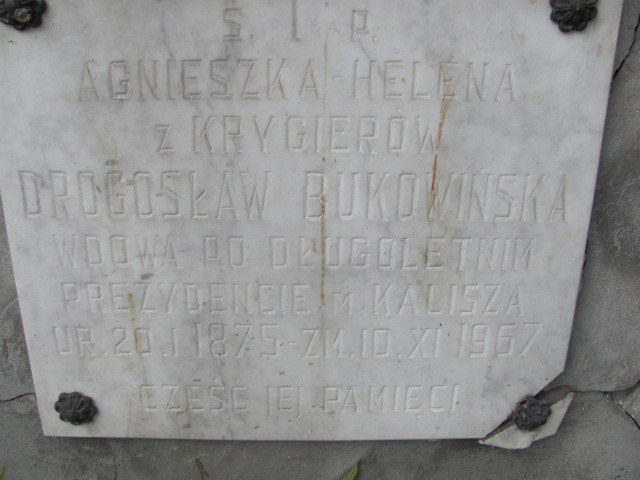 Ś. I P.
AGNIESZKA-HELENA
z KRYGIERÓW
DROGOSŁAW BUKOWIŃSKA
WDOWA PO DŁUGOLETNIM
PREZYDENCIE M KALISZA
UR. 20.I 1875-ZM.10.XI 1967
CZEŚĆ JEJ PAMIĘCI